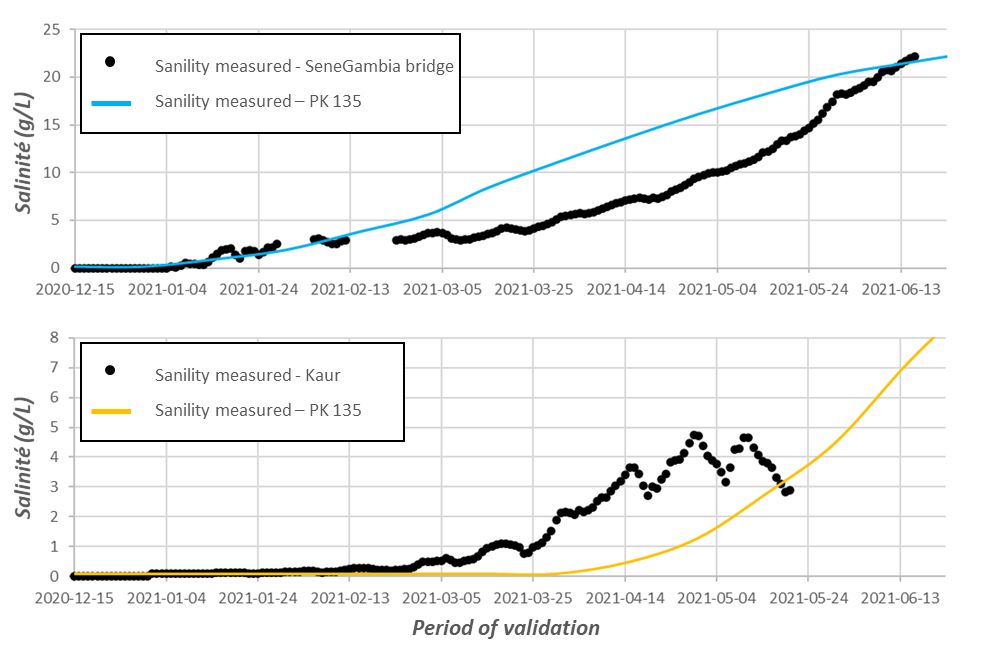 25
Sanility measured - SeneGambia bridge
20
Sanility measured – PK 135
15
10
5
0
Salinité (g/L)
2020-12-15 2021-01-04 2021-01-24 2021-02-13 2021-03-05 2021-03-25 2021-04-14 2021-05-04 2021-05-24 2021-06-13
8
7
Sanility measured - Kaur
6
Sanility measured – PK 135
5
4
3
2
1
0
Salinité (g/L)
2020-12-15 2021-01-04 2021-01-24 2021-02-13 2021-03-05 2021-03-25 2021-04-14 2021-05-04 2021-05-24 2021-06-13
Period of validation